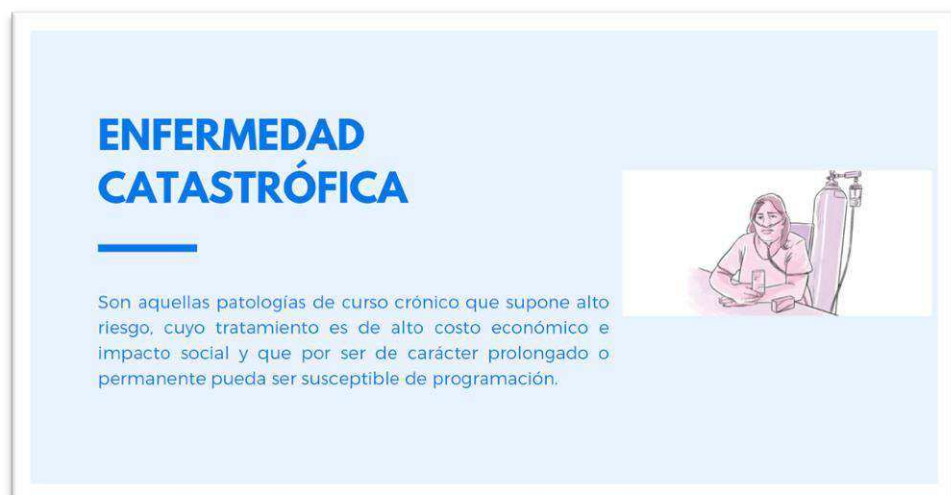 ENFERMEDAD
CATASTRÓFICA
Son aquellas patologías de curso crónico que supone alto
riesgo, cuyo tratamiento es de alto costo económico e
impacto social y que por ser de carácter prolongado o
permanente pueda ser susceptible de programación.